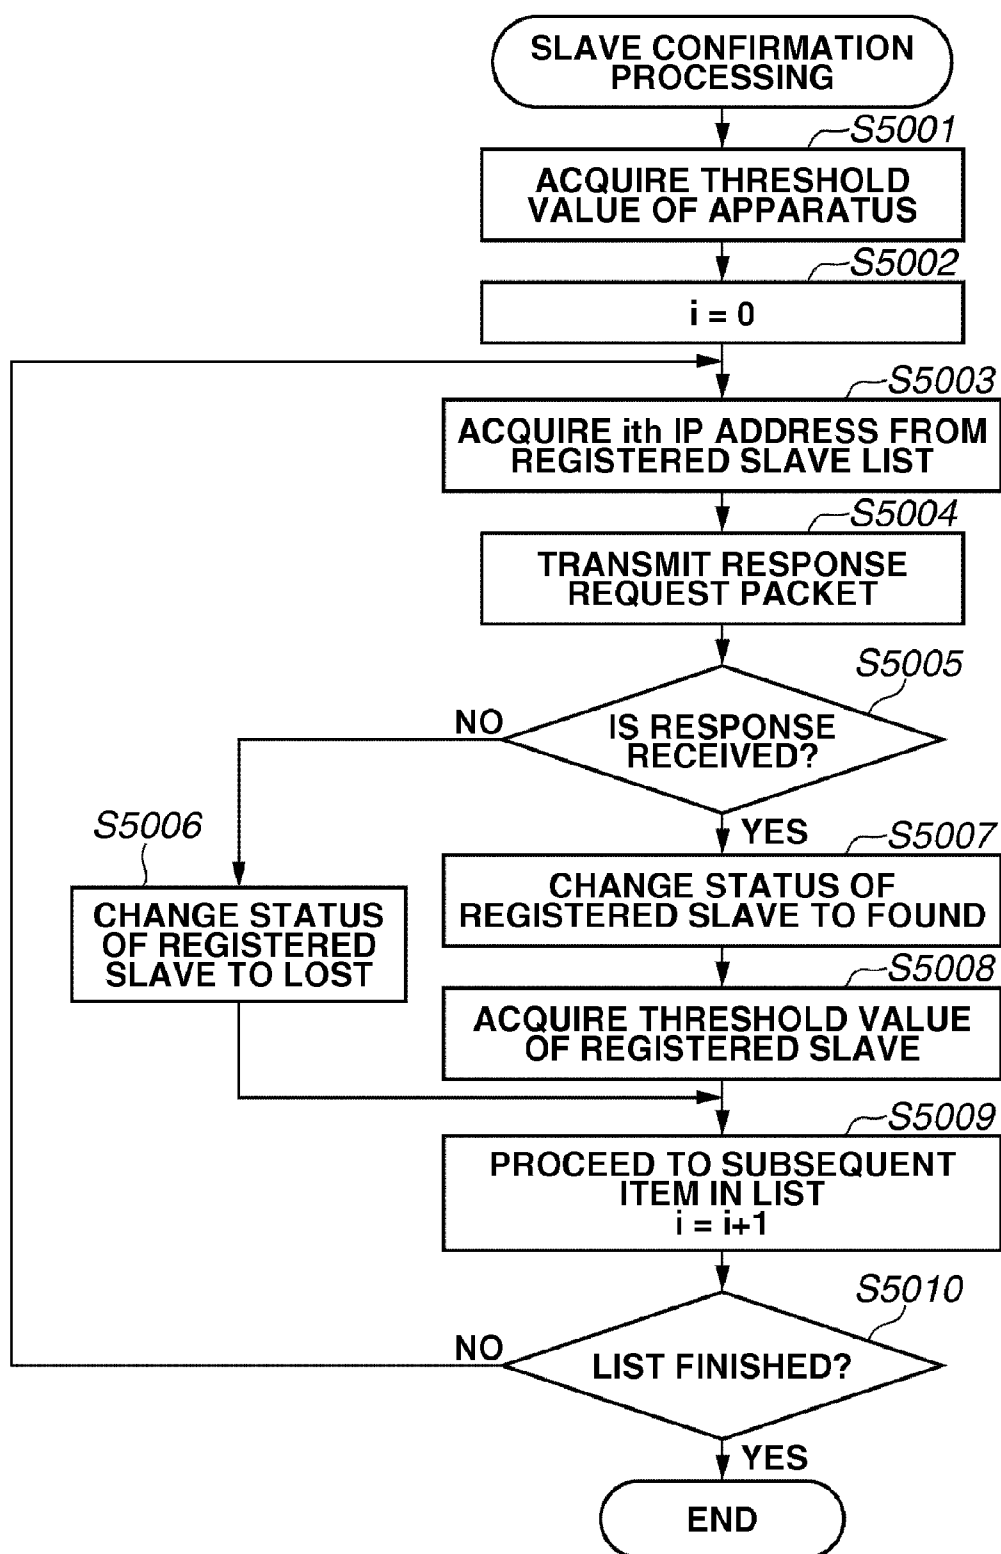 SLAVE CONFIRMATION
PROCESSING
S5001
ACQUIRE THRESHOLD
VALUE OF APPARATUS
S5002
i = 0
S5003
ACQUIRE ith IP ADDRESS FROM
REGISTERED SLAVE LIST
S5004
TRANSMIT RESPONSE
REQUEST PACKET
S5005
IS RESPONSE
RECEIVED?
NO
YES
S5006
CHANGE STATUS
OF REGISTERED
SLAVE TO LOST
S5007
CHANGE STATUS OF
REGISTERED SLAVE TO FOUND
S5008
ACQUIRE THRESHOLD VALUE
OF REGISTERED SLAVE
S5009
PROCEED TO SUBSEQUENT
ITEM IN LIST
i = i+1
S5010
LIST FINISHED?
NO
YES
END